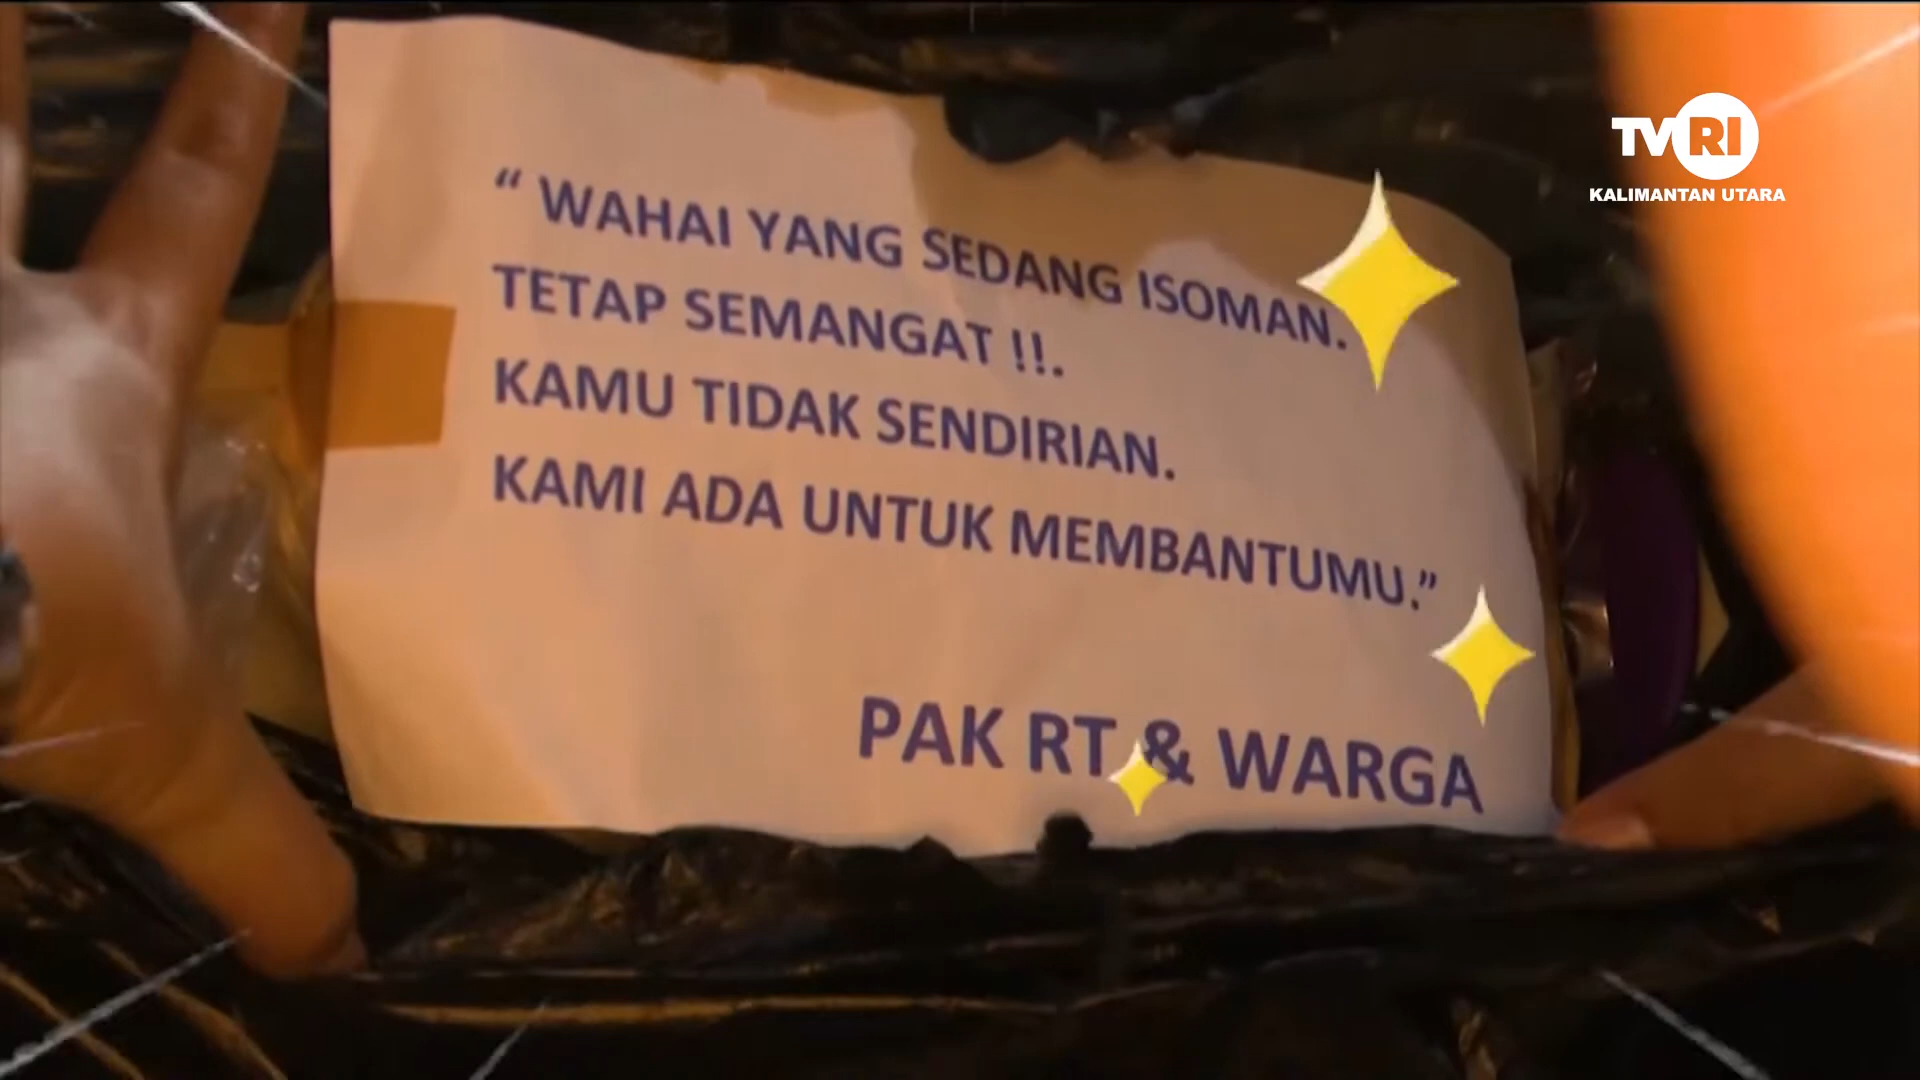 TVRI
KALIMANTAN UTARA
“ WAHAI YANG SEDANG ISOMAN.
TETAP SEMANGAT !!.
KAMU TIDAK SENDIRIAN.
KAMI ADA UNTUK MEMBANTUMU.”
PAK RT & WARGA